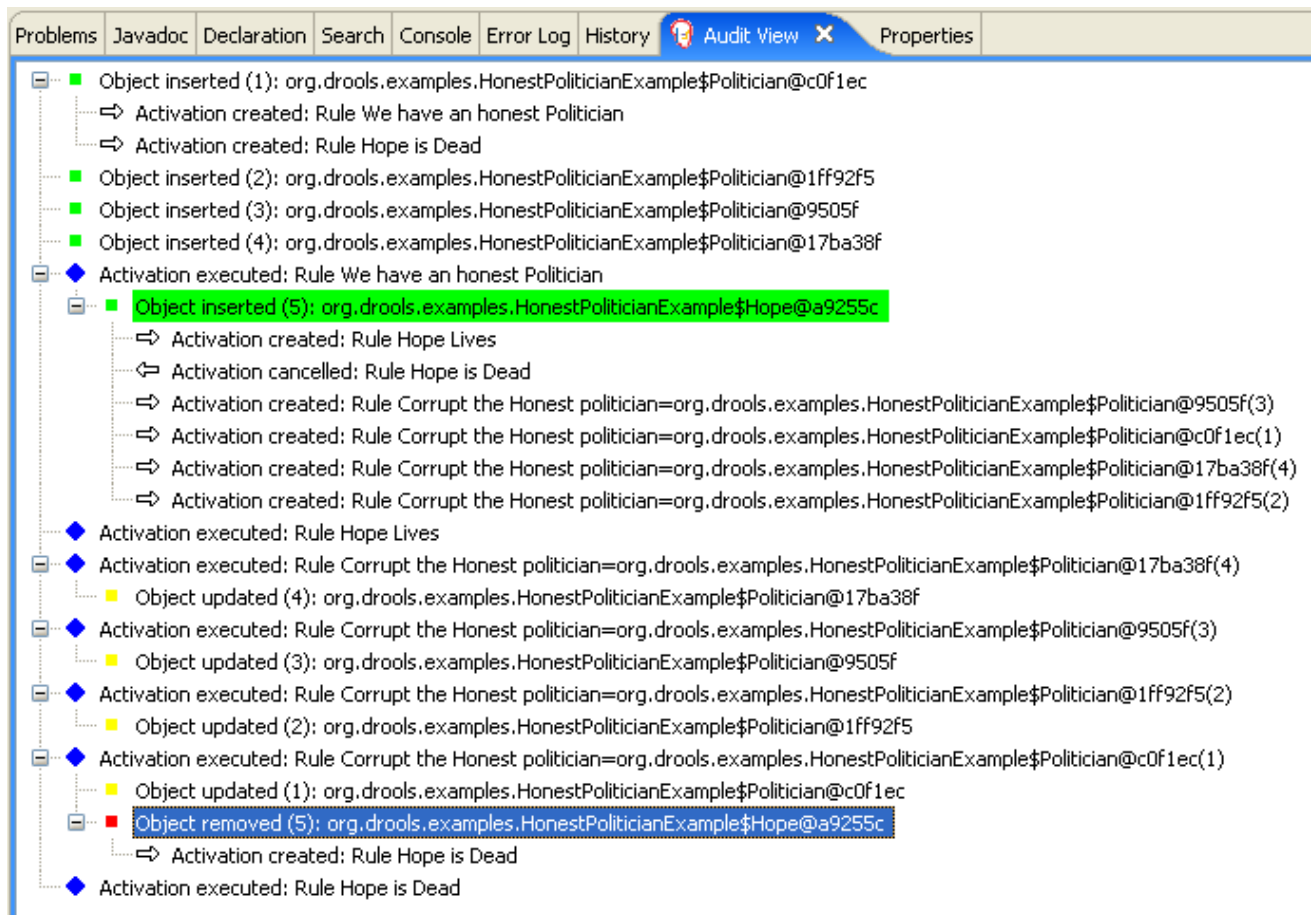 Problems Javadoc Declaration Search Console Error Log History Audit View Properties
Object inserted (1): org.drools.examples.HonestPoliticianExample$Politician@c0f1ec
Activation created: Rule We have an honest Politician
Activation created: Rule Hope is Dead
Object inserted (2): org.drools.examples.HonestPoliticianExample$Politician@1ff92f5
Object inserted (3): org.drools.examples.HonestPoliticianExample$Politician@9505f
Object inserted (4): org.drools.examples.HonestPoliticianExample$Politician@17ba38f
Activation executed: Rule We have an honest Politician
Object inserted (5): org.drools.examples.HonestPoliticianExample$Hope@a9255c
Activation created: Rule Hope Lives
Activation cancelled: Rule Hope is Dead
Activation created: Rule Corrupt the Honest politician=org.drools.examples.HonestPoliticianExample$Politician@9505f(3)
Activation created: Rule Corrupt the Honest politician=org.drools.examples.HonestPoliticianExample$Politician@c0f1ec(1)
Activation created: Rule Corrupt the Honest politician=org.drools.examples.HonestPoliticianExample$Politician@17ba38f(4)
Activation created: Rule Corrupt the Honest politician=org.drools.examples.HonestPoliticianExample$Politician@1ff92f5(2)
Activation executed: Rule Hope Lives
Activation executed: Rule Corrupt the Honest politician=org.drools.examples.HonestPoliticianExample$Politician@17ba38f(4)
Object updated (4): org.drools.examples.HonestPoliticianExample$Politician@17ba38f
Activation executed: Rule Corrupt the Honest politician=org.drools.examples.HonestPoliticianExample$Politician@9505f(3)
Object updated (3): org.drools.examples.HonestPoliticianExample$Politician@9505f
Activation executed: Rule Corrupt the Honest politician=org.drools.examples.HonestPoliticianExample$Politician@1ff92f5(2)
Object updated (2): org.drools.examples.HonestPoliticianExample$Politician@1ff92f5
Activation executed: Rule Corrupt the Honest politician=org.drools.examples.HonestPoliticianExample$Politician@c0f1ec(1)
Object updated (1): org.drools.examples.HonestPoliticianExample$Politician@c0f1ec
Object removed (5): org.drools.examples.HonestPoliticianExample$Hope@a9255c
Activation created: Rule Hope is Dead
Activation executed: Rule Hope is Dead